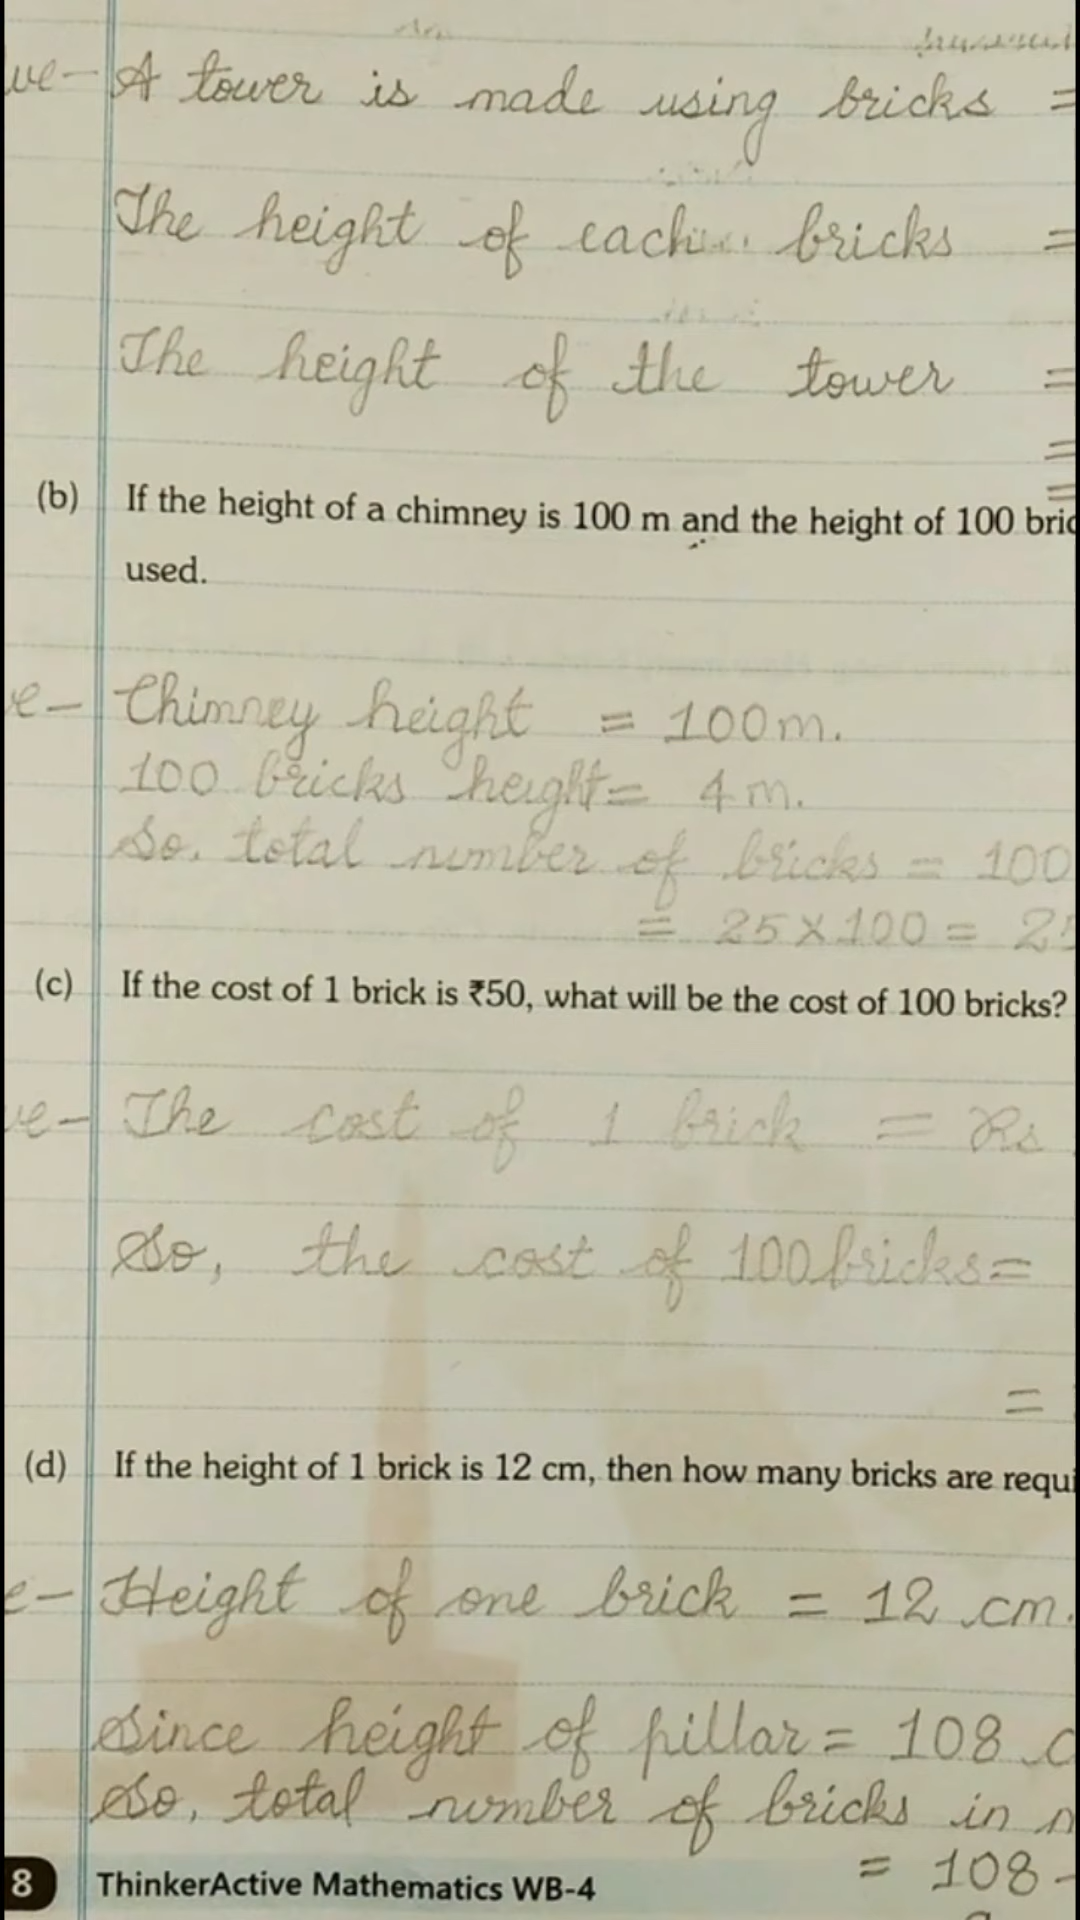 ve- A tower is made using bricks =
The height of each bricks =
The height of the tower =
=
=
(b) If the height of a chimney is 100 m and the height of 100 bric
used.
e- Chimney height = 100m.
100 bricks height = 4 m.
So, total number of bricks = 100
= 25 x 100 = 25
(c) If the cost of 1 brick is ₹50, what will be the cost of 100 bricks?
ve- The cost of 1 brick = Rs
So, the cost of 100 bricks =
=
(d) If the height of 1 brick is 12 cm, then how many bricks are requi
e- Height of one brick = 12 cm.
Since height of pillar = 108 c
So, total number of bricks in
= 108
8 ThinkerActive Mathematics WB-4